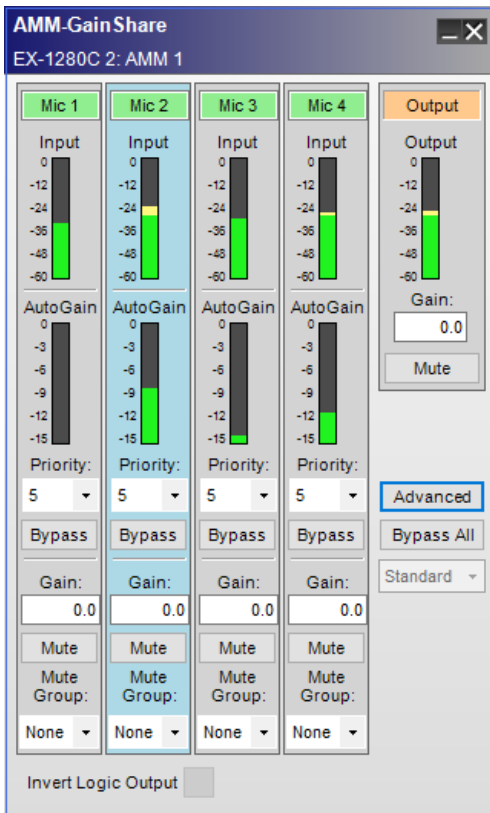 AMM-GainShare
EX-1280C 2: AMM 1
Mic 1 Mic 2 Mic 3 Mic 4 Output
Input Input Input Input Output
0 0 0 0 0
-12 -12 -12 -12 -12
-24 -24 -24 -24 -24
-36 -36 -36 -36 -36
-48 -48 -48 -48 -48
-60 -60 -60 -60 -60
AutoGain AutoGain AutoGain AutoGain Gain:
0 0 0 0 0.0
-3 -3 -3 -3
-6 -6 -6 -6 Mute
-9 -9 -9 -9
-12 -12 -12 -12
-15 -15 -15 -15
Priority: Priority: Priority: Priority:
5 5 5 5 Advanced
Bypass Bypass Bypass Bypass Bypass All
Gain: Gain: Gain: Gain: Standard
0.0 0.0 0.0 0.0
Mute Mute Mute Mute
Mute Mute Mute Mute
Group: Group: Group: Group:
None None None None
Invert Logic Output